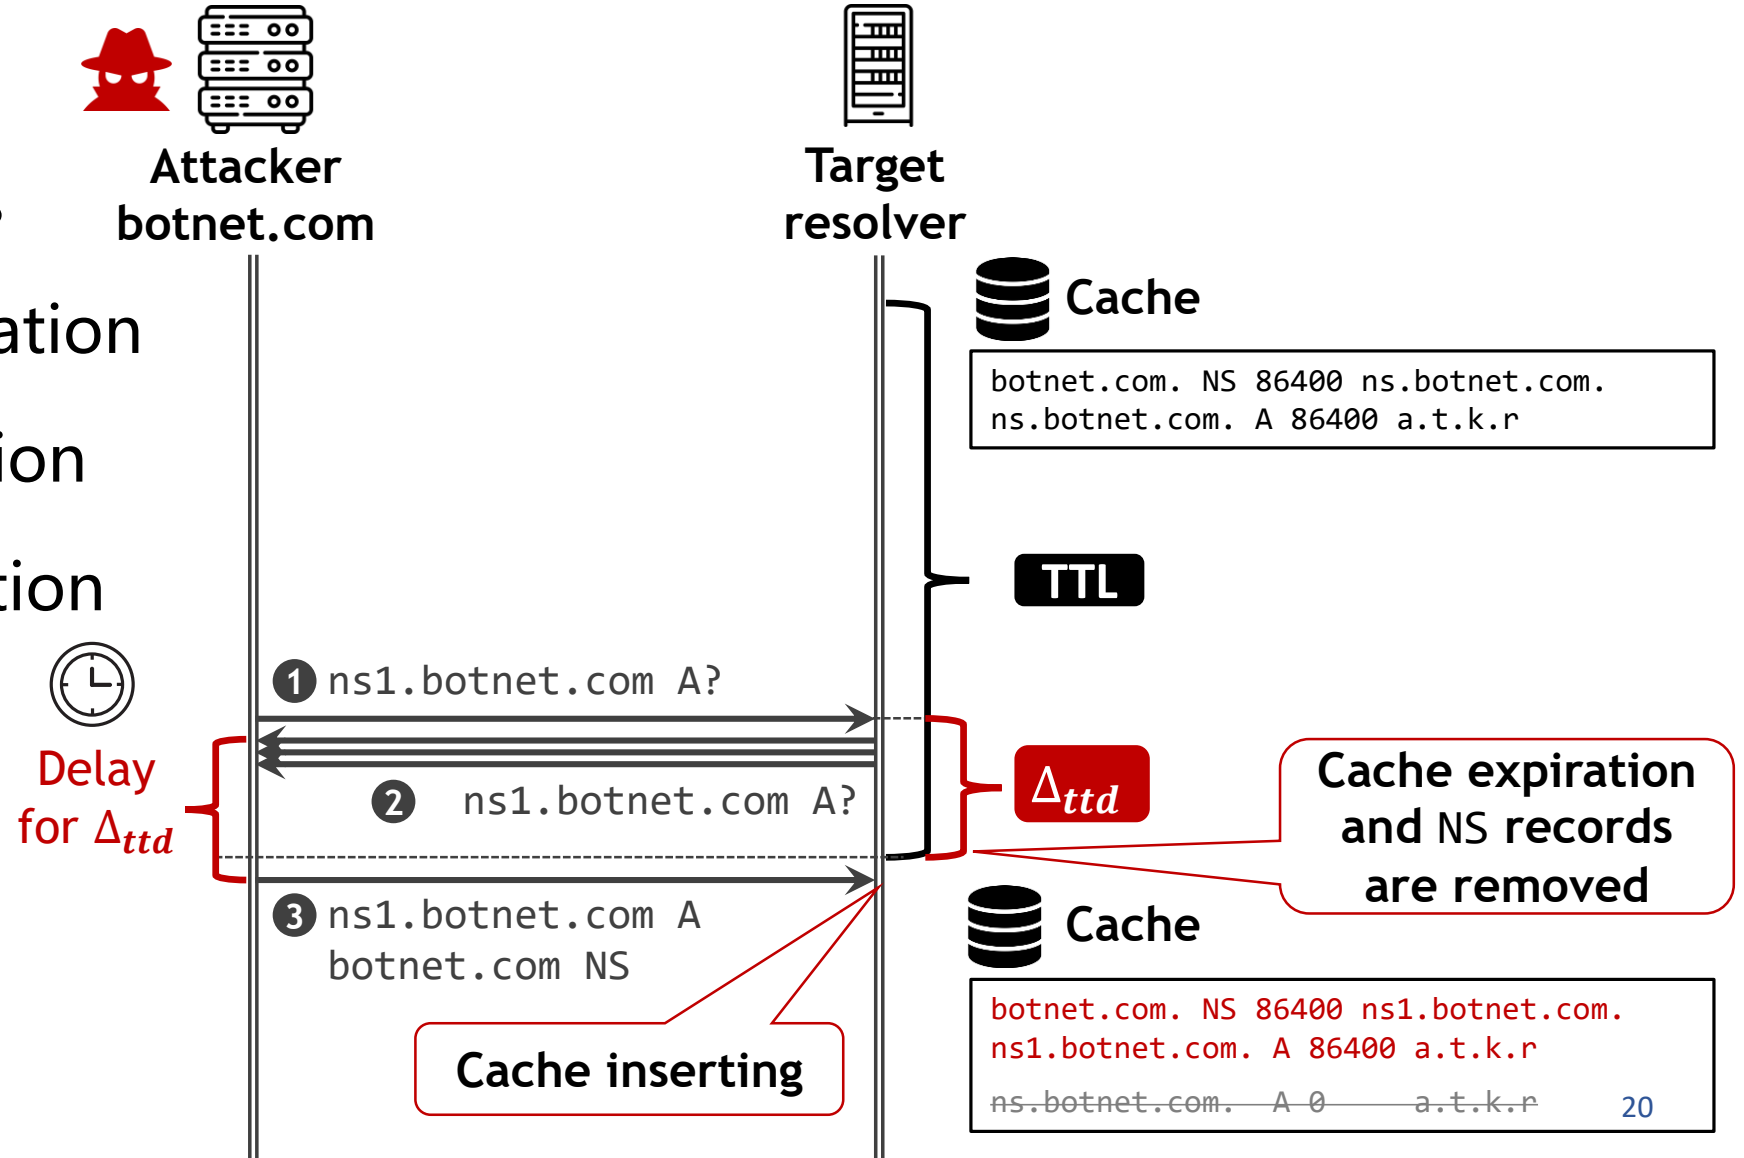 Attacker
botnet.com
Target
resolver
Cache
ation
botnet.com. NS 86400 ns.botnet.com.
ns.botnet.com. A 86400 a.t.k.r
ion
TTL
tion
1 ns1.botnet.com A?
Delay
for Δttd
2 ns1.botnet.com A?
Δttd
Cache expiration
and NS records
are removed
3 ns1.botnet.com A
botnet.com NS
Cache
botnet.com. NS 86400 ns1.botnet.com.
ns1.botnet.com. A 86400 a.t.k.r
ns.botnet.com. A 0 a.t.k.r
Cache inserting
20